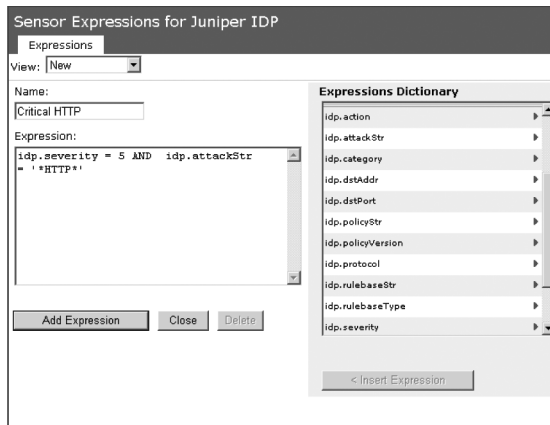 Sensor Expressions for Juniper IDP
Expressions
View: New
Name:
Critical HTTP
Expression:
idp.severity = 5 AND  idp.attackStr
= '*HTTP*'
Add Expression
Close
Delete
Expressions Dictionary
idp.action
idp.attackStr
idp.category
idp.dstAddr
idp.dstPort
idp.policyStr
idp.policyVersion
idp.protocol
idp.rulebaseStr
idp.rulebaseType
idp.severity
< Insert Expression